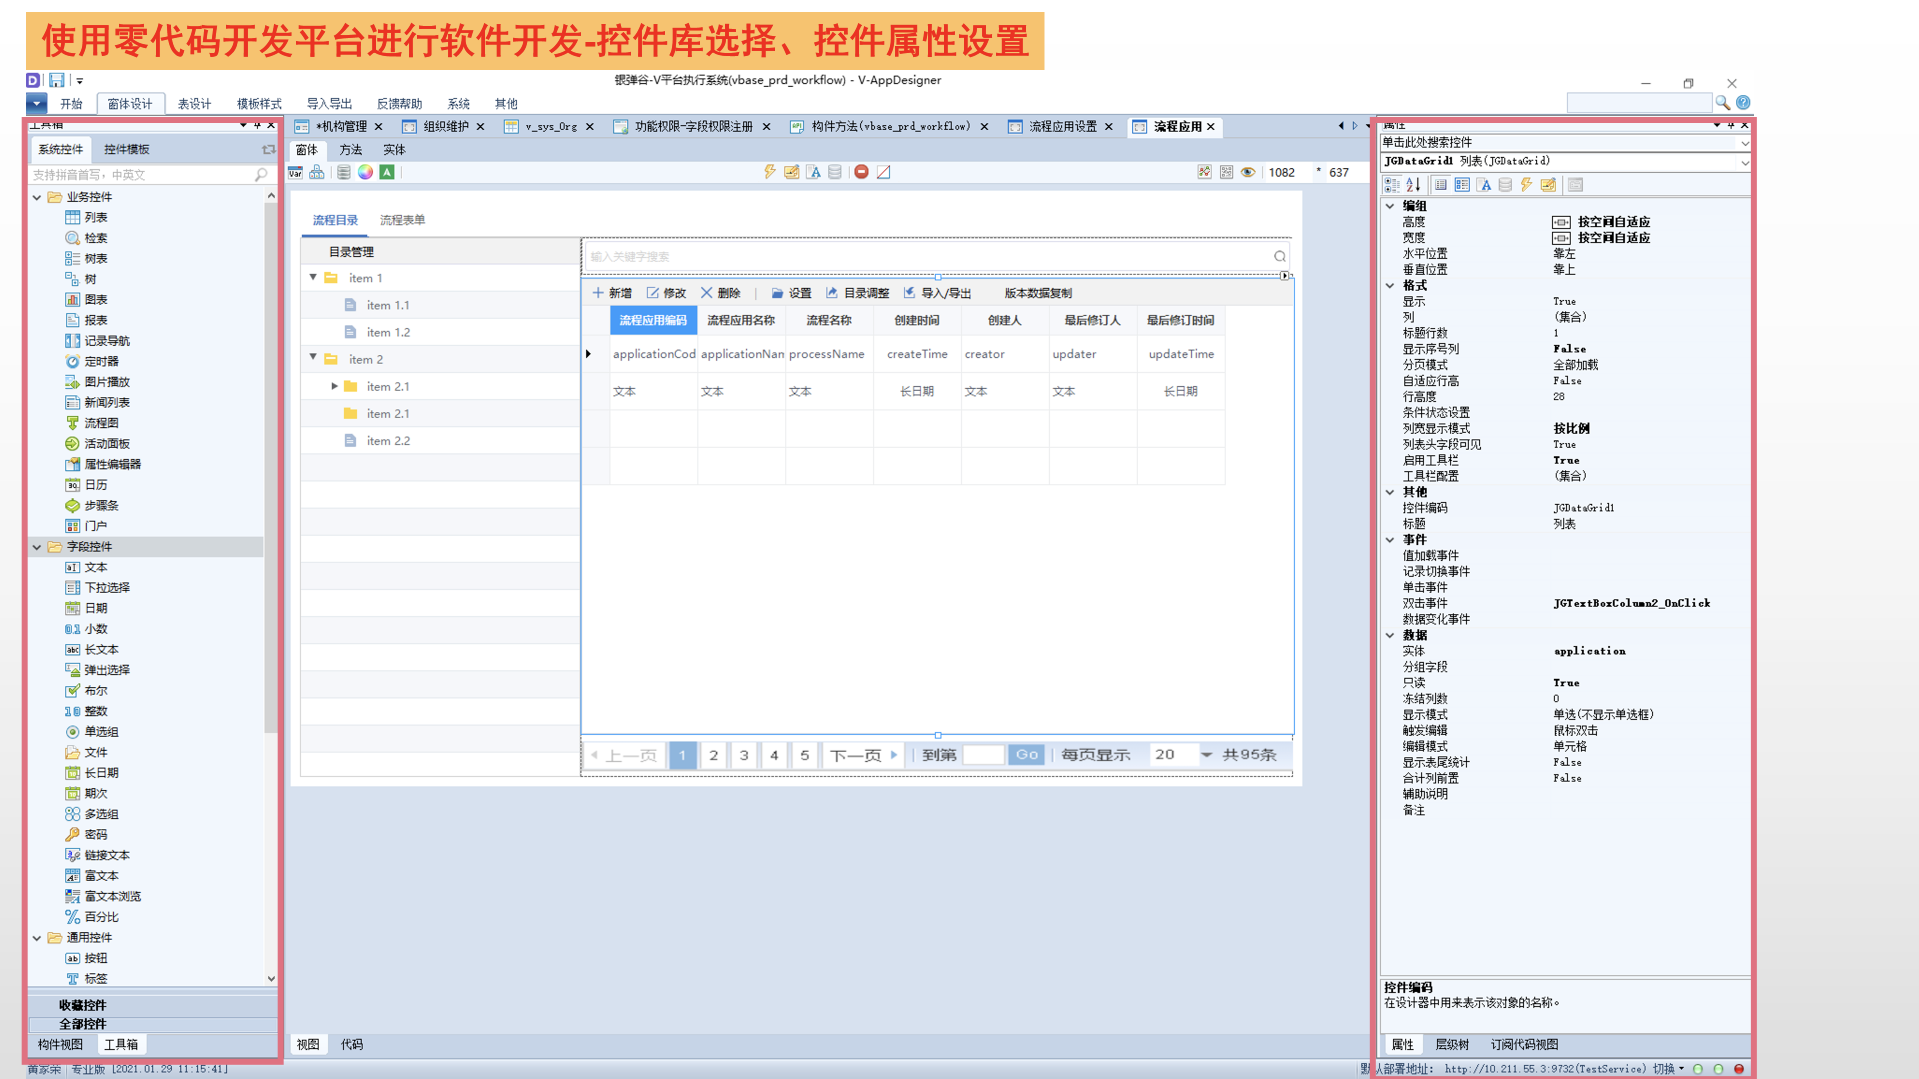 使用零代码开发平台进行软件开发-控件库选择、控件属性设置
银弹谷-V平台执行系统(vbase_prd_workflow) - V-AppDesigner
开始 窗体设计 表设计 模板样式 导入导出 反馈帮助 系统 其他
工具箱
系统控件 控件模板
支持拼音首写，中英文
业务控件
列表
检索
树表
树
图表
报表
记录导航
定时器
图片播放
新闻列表
流程图
活动面板
属性编辑器
日历
步骤条
门户
字段控件
文本
下拉选择
日期
小数
长文本
弹出选择
布尔
整数
单选组
文件
长日期
期次
多选组
密码
链接文本
富文本
富文本浏览
百分比
通用控件
按钮
标签
收藏控件
全部控件
构件视图 工具箱
*机构管理 组织维护 v_sys_Org 功能权限-字段权限注册 构件方法(vbase_prd_workflow) 流程应用设置 流程应用
窗体 方法 实体
1082 * 637
流程目录 流程表单
目录管理
item 1
item 1.1
item 1.2
item 2
item 2.1
item 2.1
item 2.2
输入关键字搜索
新增 修改 删除 设置 目录调整 导入/导出 版本数据复制
流程应用编码 流程应用名称 流程名称 创建时间 创建人 最后修订人 最后修订时间
applicationCod applicationNan processName createTime creator updater updateTime
文本 文本 文本 长日期 文本 文本 长日期
上一页 1 2 3 4 5 下一页 到第 Go 每页显示 20 共95条
视图 代码
属性
单击此处搜索控件
JGDataGrid1 列表(JGDataGrid)
编组
高度 按空间自适应
宽度 按空间自适应
水平位置 靠左
垂直位置 靠上
格式
显示 True
列 (集合)
标题行数 1
显示序号列 False
分页模式 全部加载
自适应行高 False
行高度 28
条件状态设置
列宽显示模式 按比例
列表头字段可见 True
启用工具栏 True
工具栏配置 (集合)
其他
控件编码 JGDataGrid1
标题 列表
事件
值加载事件
记录切换事件
单击事件
双击事件 JGTextBoxColumn2_OnClick
数据变化事件
数据
实体 application
分组字段
只读 True
冻结列数 0
显示模式 单选(不显示单选框)
触发编辑 鼠标双击
编辑模式 单元格
显示表尾统计 False
合计列前置 False
辅助说明
备注
控件编码
在设计器中用来表示该对象的名称。
属性 层级树 订阅代码视图
黄家荣 专业版 [2021.01.29 11:15:41]
默认部署地址: http://10.211.55.3:9732(TestService) 切换